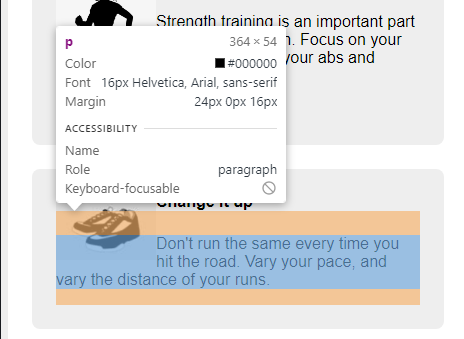 Strength training is an important part
n. Focus on your
your abs and
p 364 × 54
Color #000000
Font 16px Helvetica, Arial, sans-serif
Margin 24px 0px 16px
ACCESSIBILITY
Name
Role paragraph
Keyboard-focusable
Change it up
Don't run the same every time you
hit the road. Vary your pace, and
vary the distance of your runs.